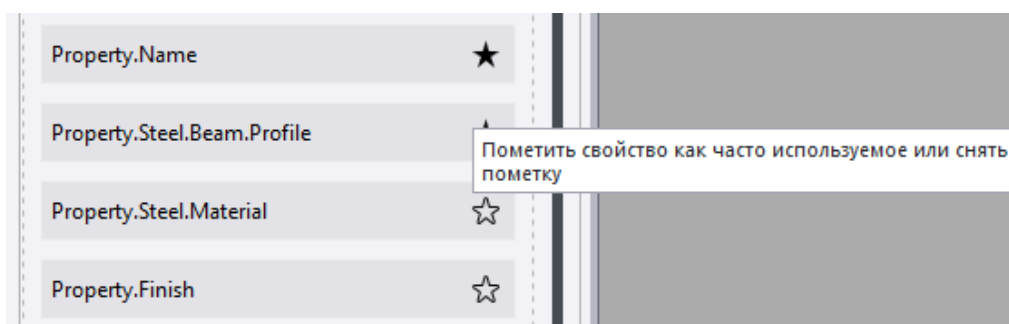 Property.Name
Property.Steel.Beam.Profile
Пометить свойство как часто используемое или снять
пометку
Property.Steel.Material
Property.Finish